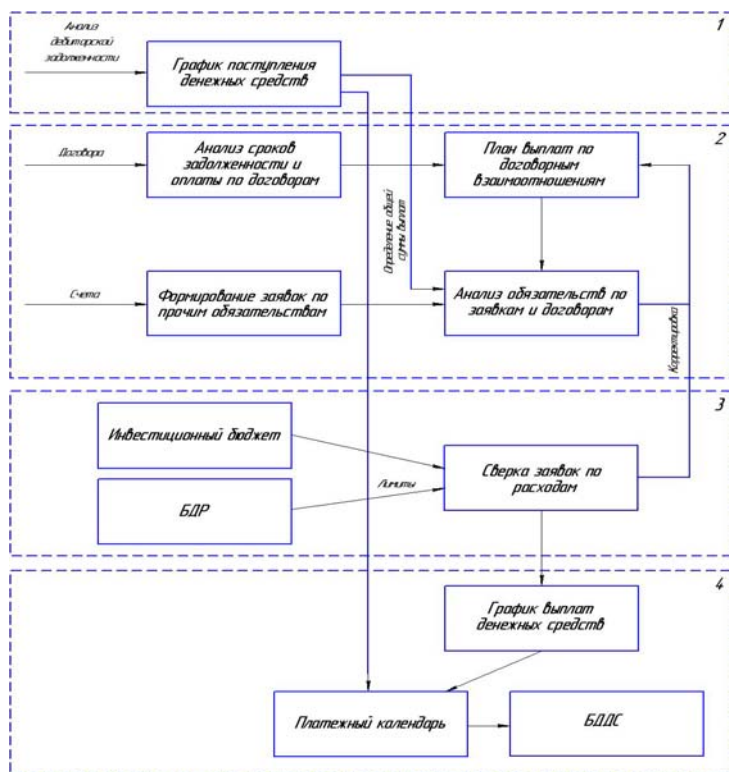 Анализ
дебиторской
задолженности
1
График поступления
денежных средств
2
Договора
Анализ сроков
задолженности и
оплаты по договорам
План выплат по
договорным
взаимоотношениям
Определение общей
суммы выплат
Счета
Формирование заявок по
прочим обязательствам
Анализ обязательств по
заявкам и договорам
Корректировка
3
Инвестиционный бюджет
Сверка заявок по
расходам
Лимиты
БДР
4
График выплат
денежных средств
Платежный календарь
БДДС